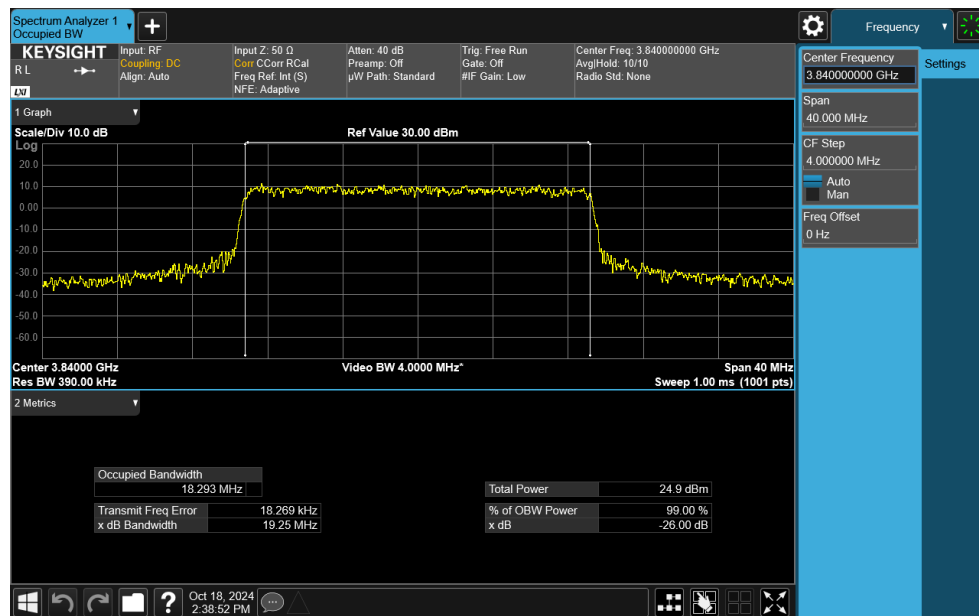 Spectrum Analyzer 1
Occupied BW
Frequency
KEYSIGHT
R L
LXI
Input: RF
Coupling: DC
Align: Auto
Input Z: 50 Ω
Corr CCorr RCal
Freq Ref: Int (S)
NFE: Adaptive
Atten: 40 dB
Preamp: Off
µW Path: Standard
Trig: Free Run
Gate: Off
#IF Gain: Low
Center Freq: 3.840000000 GHz
Avg|Hold: 10/10
Radio Std: None
Center Frequency
3.840000000 GHz
Settings
Span
40.000 MHz
CF Step
4.000000 MHz
Auto
Man
Freq Offset
0 Hz
1 Graph
Scale/Div 10.0 dB
Ref Value 30.00 dBm
Log
20.0
10.0
0.00
-10.0
-20.0
-30.0
-40.0
-50.0
-60.0
Center 3.84000 GHz
Video BW 4.0000 MHz*
Span 40 MHz
Res BW 390.00 kHz
Sweep 1.00 ms (1001 pts)
2 Metrics
Occupied Bandwidth
18.293 MHz
Total Power 24.9 dBm
Transmit Freq Error 18.269 kHz
% of OBW Power 99.00 %
x dB Bandwidth 19.25 MHz
x dB -26.00 dB
Oct 18, 2024
2:38:52 PM